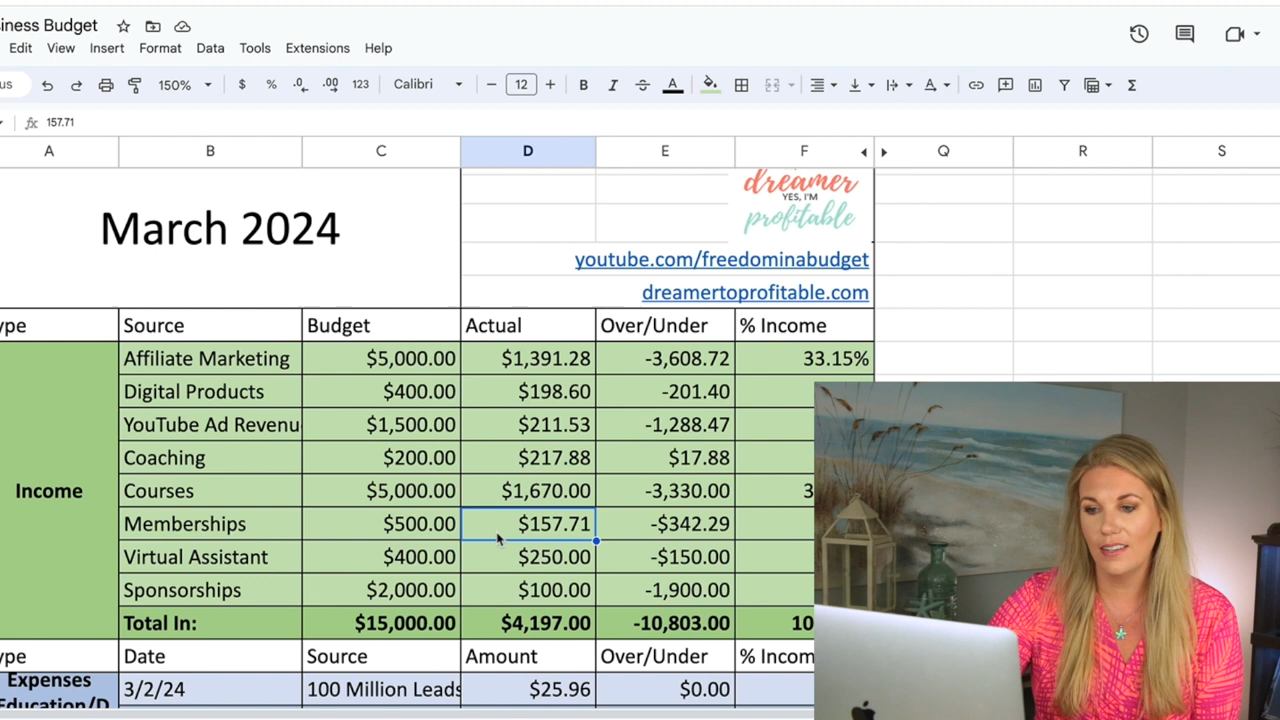 iness Budget
Edit View Insert Format Data Tools Extensions Help
us 150% $ % .0 .00 123 Calibri − 12 + B I S A Σ
fx 157.71
A B C D E F Q R S
March 2024
dreamer
YES, I'M
profitable
youtube.com/freedominabudget
dreamertoprofitable.com
ype Source Budget Actual Over/Under % Income
Affiliate Marketing $5,000.00 $1,391.28 -3,608.72 33.15%
Digital Products $400.00 $198.60 -201.40
YouTube Ad Revenu $1,500.00 $211.53 -1,288.47
Coaching $200.00 $217.88 $17.88
Income Courses $5,000.00 $1,670.00 -3,330.00 3
Memberships $500.00 $157.71 -$342.29
Virtual Assistant $400.00 $250.00 -$150.00
Sponsorships $2,000.00 $100.00 -1,900.00
Total In: $15,000.00 $4,197.00 -10,803.00 10
ype Date Source Amount Over/Under % Incom
Expenses 3/2/24 100 Million Leads $25.96 $0.00
Education/D